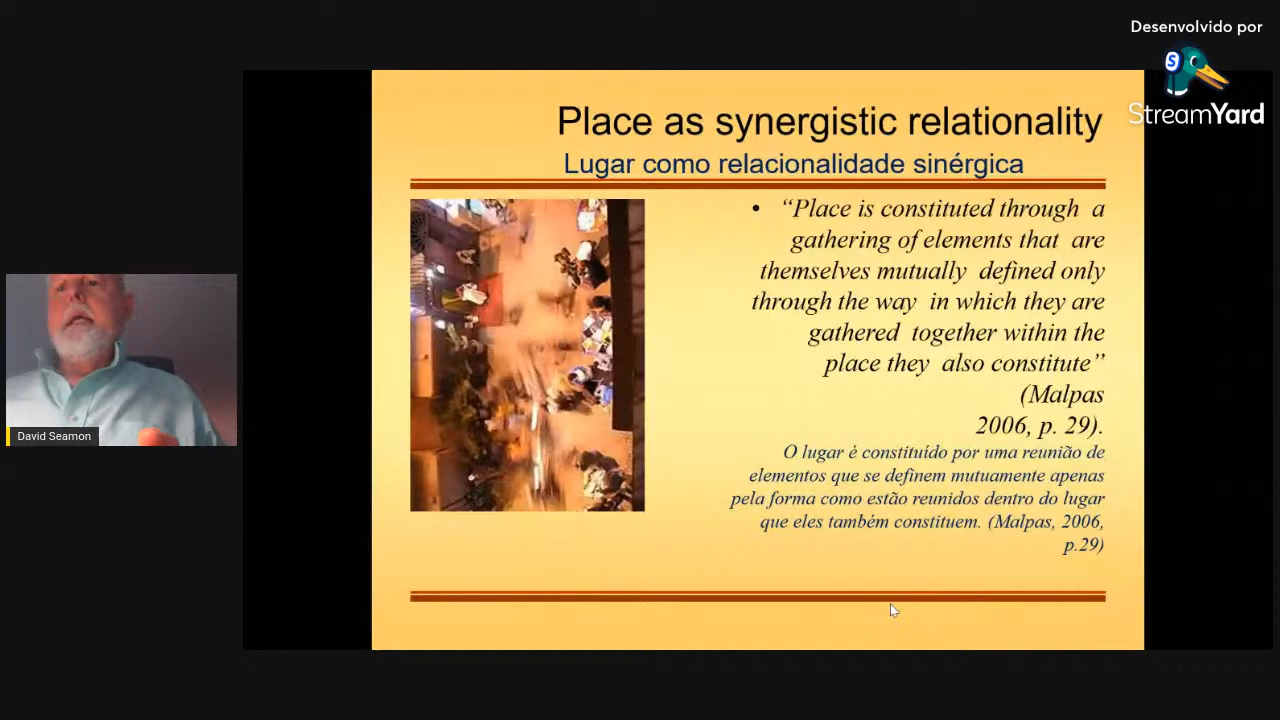 Desenvolvido por
S
StreamYard
Place as synergistic relationality
Lugar como relacionalidade sinérgica
• “Place is constituted through a
gathering of elements that are
themselves mutually defined only
through the way in which they are
gathered together within the
place they also constitute”
(Malpas
2006, p. 29).
O lugar é constituído por uma reunião de
elementos que se definem mutuamente apenas
pela forma como estão reunidos dentro do lugar
que eles também constituem. (Malpas, 2006,
p.29)
David Seamon